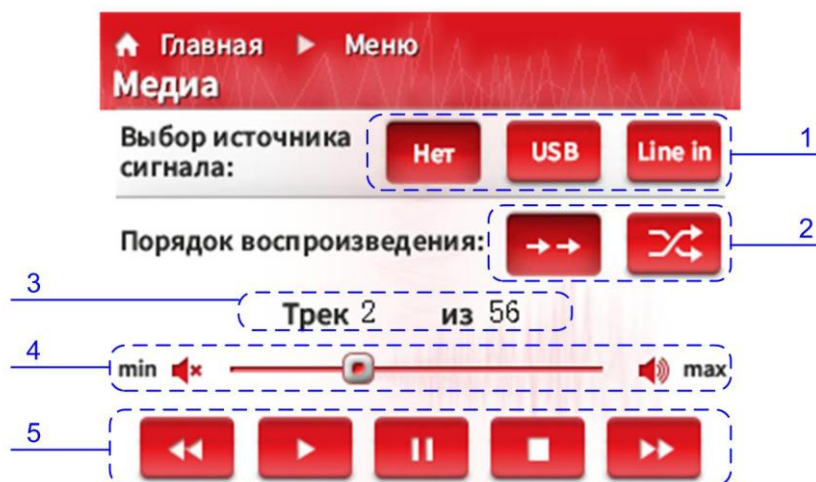 Главная Меню
Медиа
Выбор источника
сигнала:
Нет USB Line in
1
Порядок воспроизведения:
2
3
Трек 2 из 56
4
min max
5